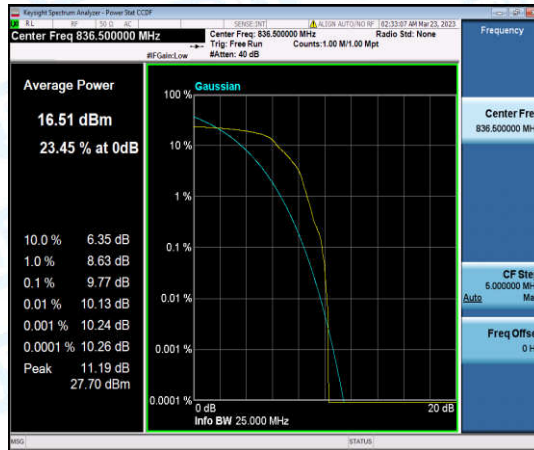 Keysight Spectrum Analyzer - Power Stat CCDF
RL RF 50 Ω AC SENSE:INT ALIGN AUTO/NO RF 02:33:07 AM Mar 23, 2023
Center Freq 836.500000 MHz
Center Freq: 836.500000 MHz Radio Std: None
Trig: Free Run Counts:1.00 M/1.00 Mpt
#IFGain:Low #Atten: 40 dB
Frequency
Average Power
16.51 dBm
23.45 % at 0dB
10.0 % 6.35 dB
1.0 % 8.63 dB
0.1 % 9.77 dB
0.01 % 10.13 dB
0.001 % 10.24 dB
0.0001 % 10.26 dB
Peak 11.19 dB
27.70 dBm
Gaussian
100 %
10 %
1 %
0.1 %
0.01 %
0.001 %
0.0001 %
0 dB 20 dB
Info BW 25.000 MHz
Center Fre
836.500000 MH
CF Ste
5.000000 MH
Auto Ma
Freq Offse
0 H
MSG STATUS